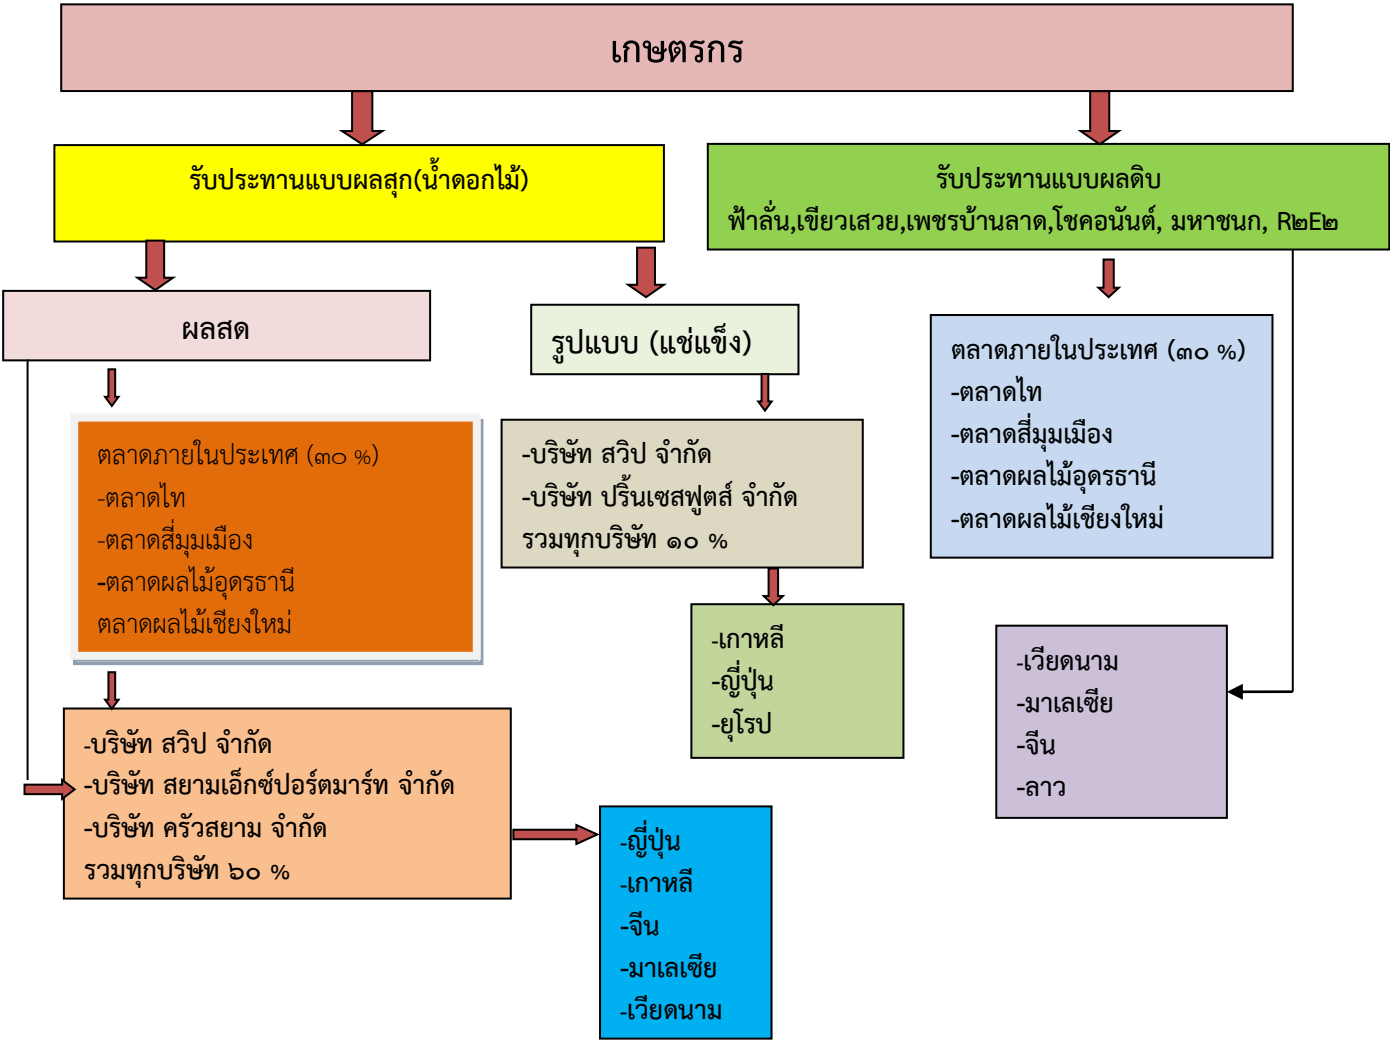 เกษตรกร
รับประทานแบบผลสุก(น้ำดอกไม้)
รับประทานแบบผลดิบ
ฟ้าลั่น,เขียวเสวย,เพชรบ้านลาด,โชคอนันต์, มหาชนก, R๒E๒
ผลสด
รูปแบบ (แช่แข็ง)
ตลาดภายในประเทศ (๓๐ %)
-ตลาดไท
-ตลาดสี่มุมเมือง
-ตลาดผลไม้อุดรธานี
ตลาดผลไม้เชียงใหม่
-บริษัท สวิป จำกัด
-บริษัท ปริ้นเซสฟูตส์ จำกัด
รวมทุกบริษัท ๑๐ %
ตลาดภายในประเทศ (๓๐ %)
-ตลาดไท
-ตลาดสี่มุมเมือง
-ตลาดผลไม้อุดรธานี
-ตลาดผลไม้เชียงใหม่
-เกาหลี
-ญี่ปุ่น
-ยุโรป
-เวียดนาม
-มาเลเซีย
-จีน
-ลาว
-บริษัท สวิป จำกัด
-บริษัท สยามเอ็กซ์ปอร์ตมาร์ท จำกัด
-บริษัท ครัวสยาม จำกัด
รวมทุกบริษัท ๖๐ %
-ญี่ปุ่น
-เกาหลี
-จีน
-มาเลเซีย
-เวียดนาม